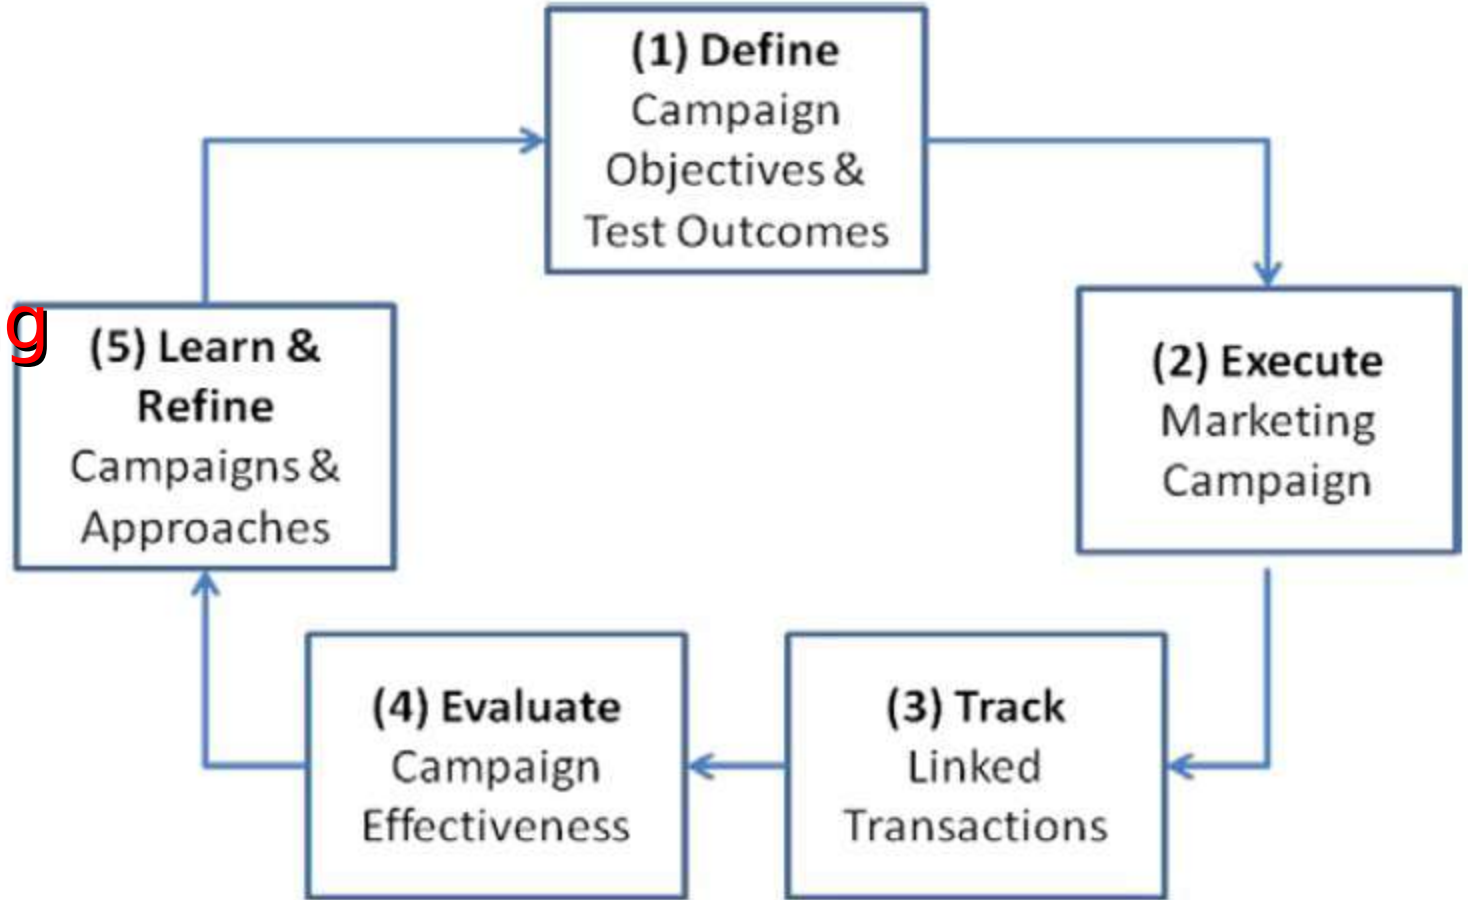 (1) Define
Campaign
Objectives &
Test Outcomes
(2) Execute
Marketing
Campaign
(3) Track
Linked
Transactions
(4) Evaluate
Campaign
Effectiveness
g
(5) Learn &
Refine
Campaigns &
Approaches